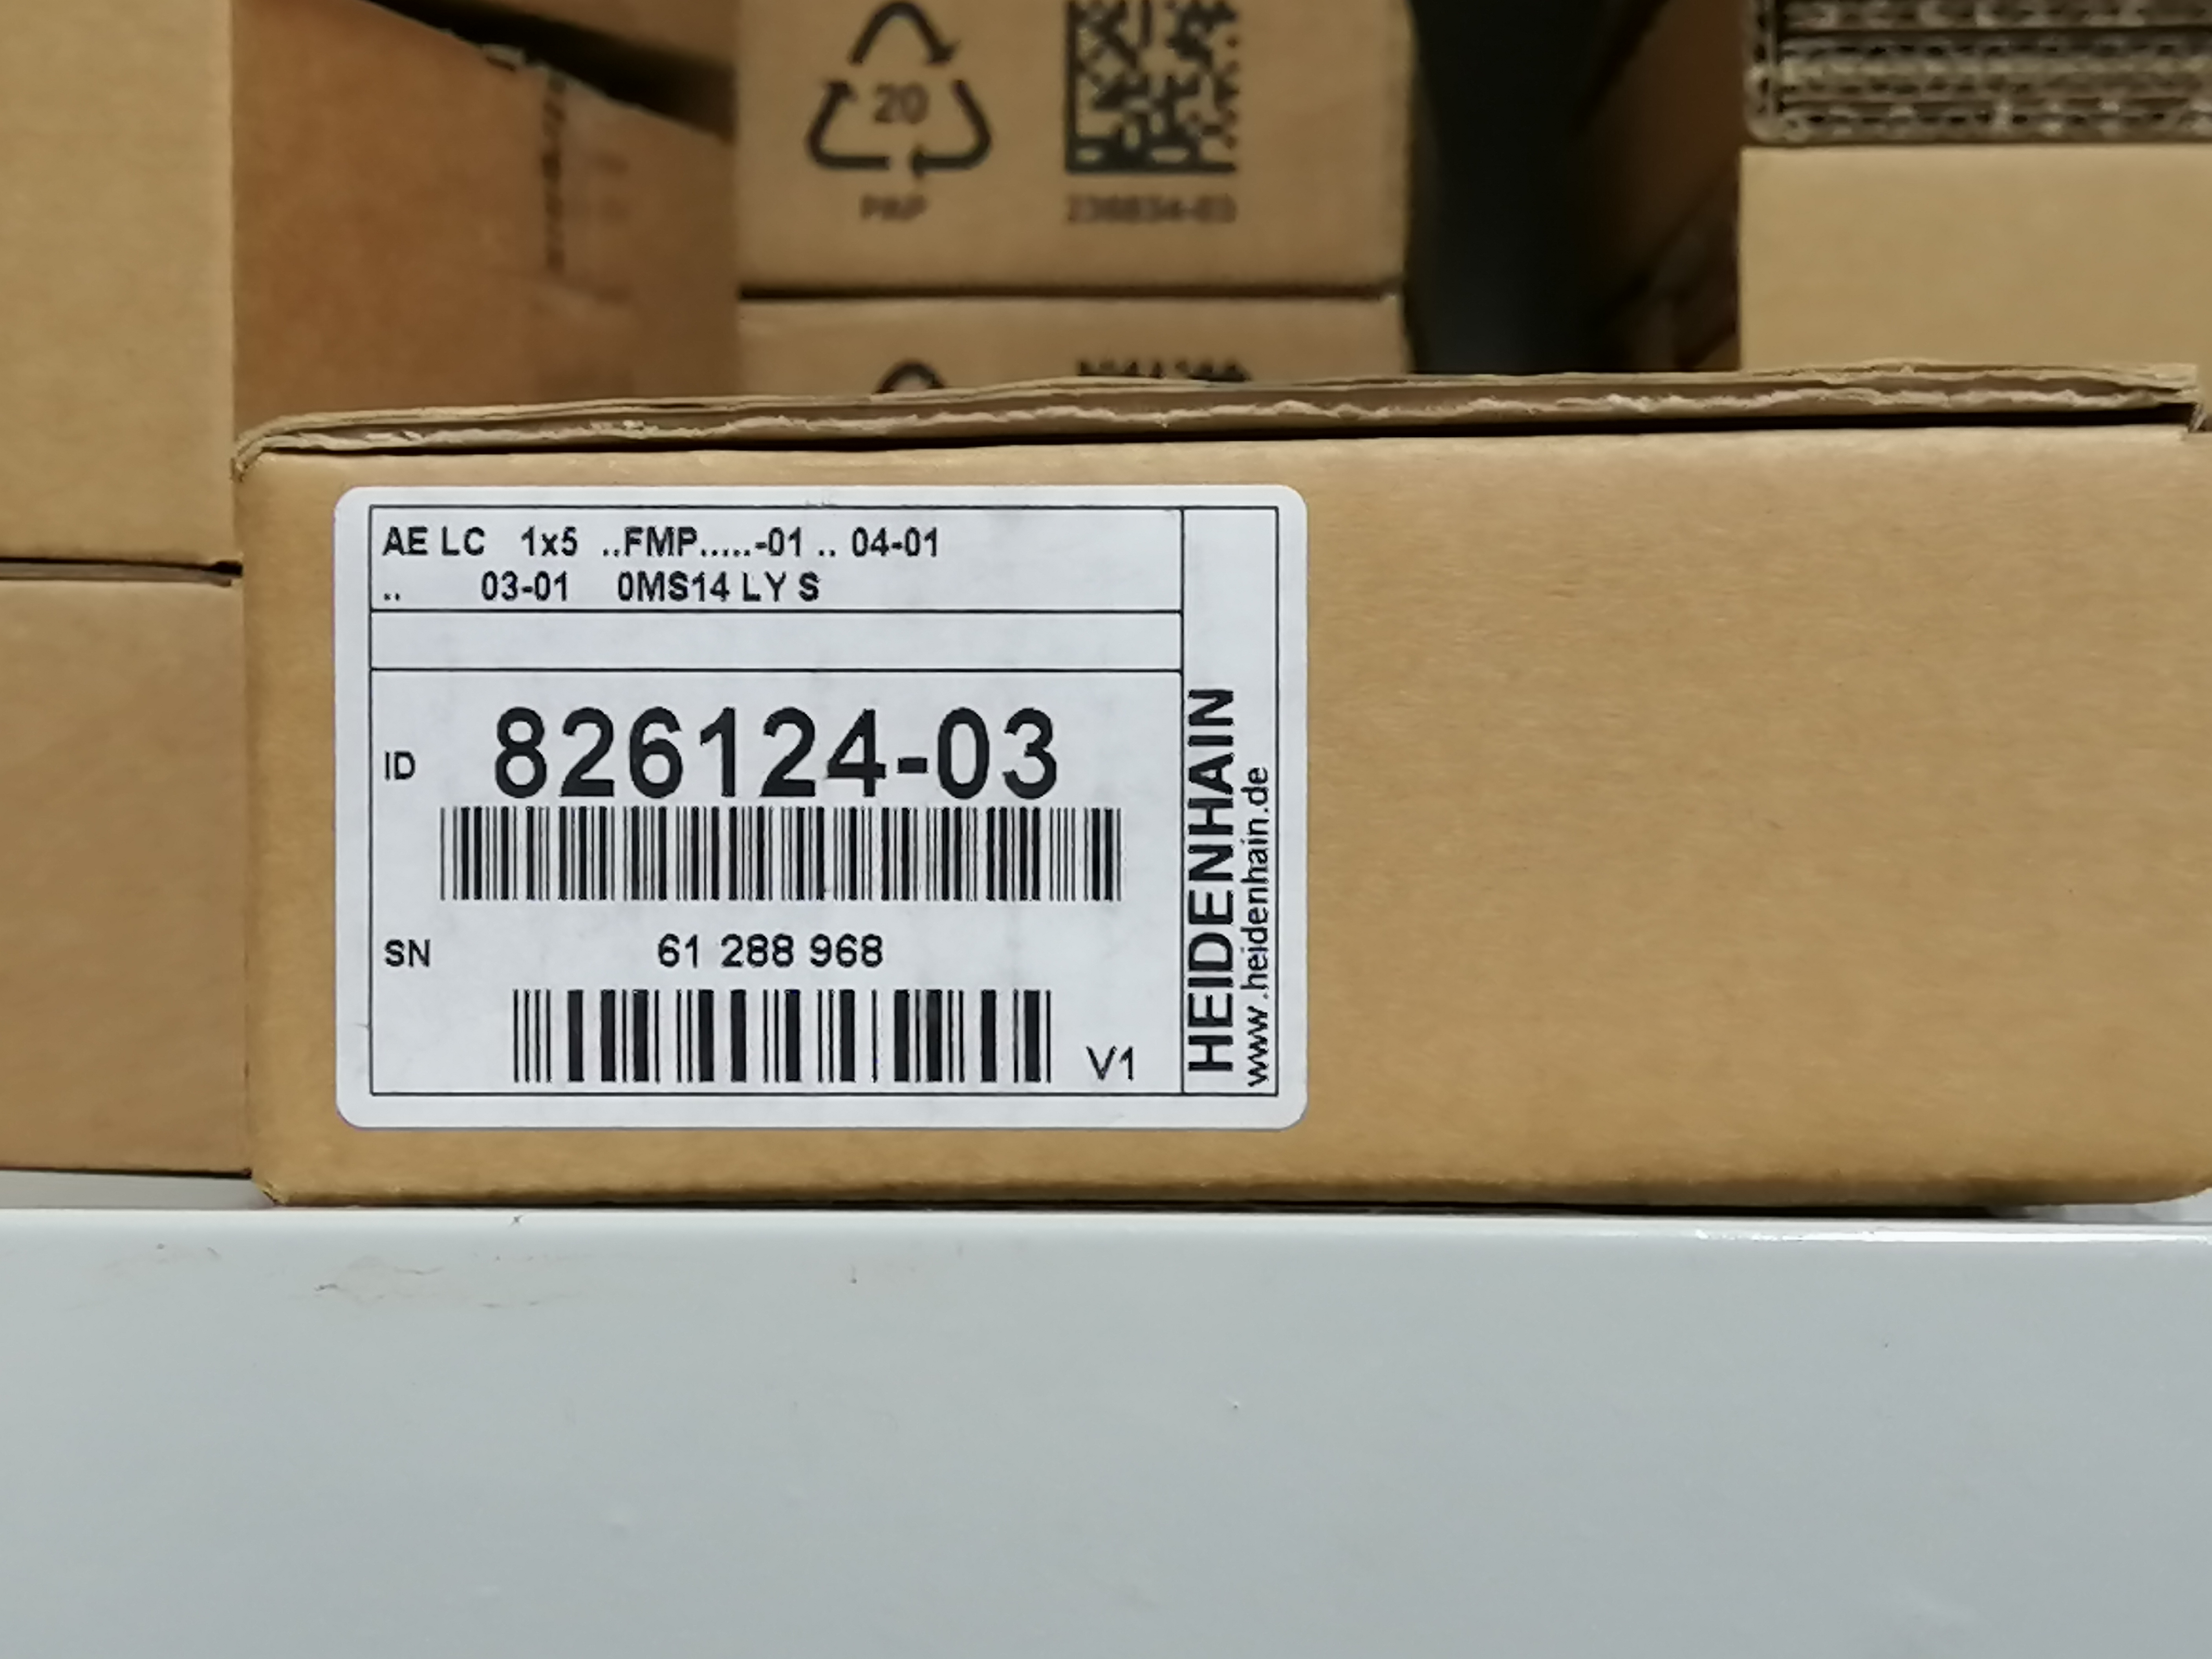 20
PAP
AE LC 1x5 ..FMP.....-01 .. 04-01
.. 03-01 0MS14 LY S
ID 826124-03
SN 61 288 968
V1
HEIDENHAIN
www.heidenhain.de